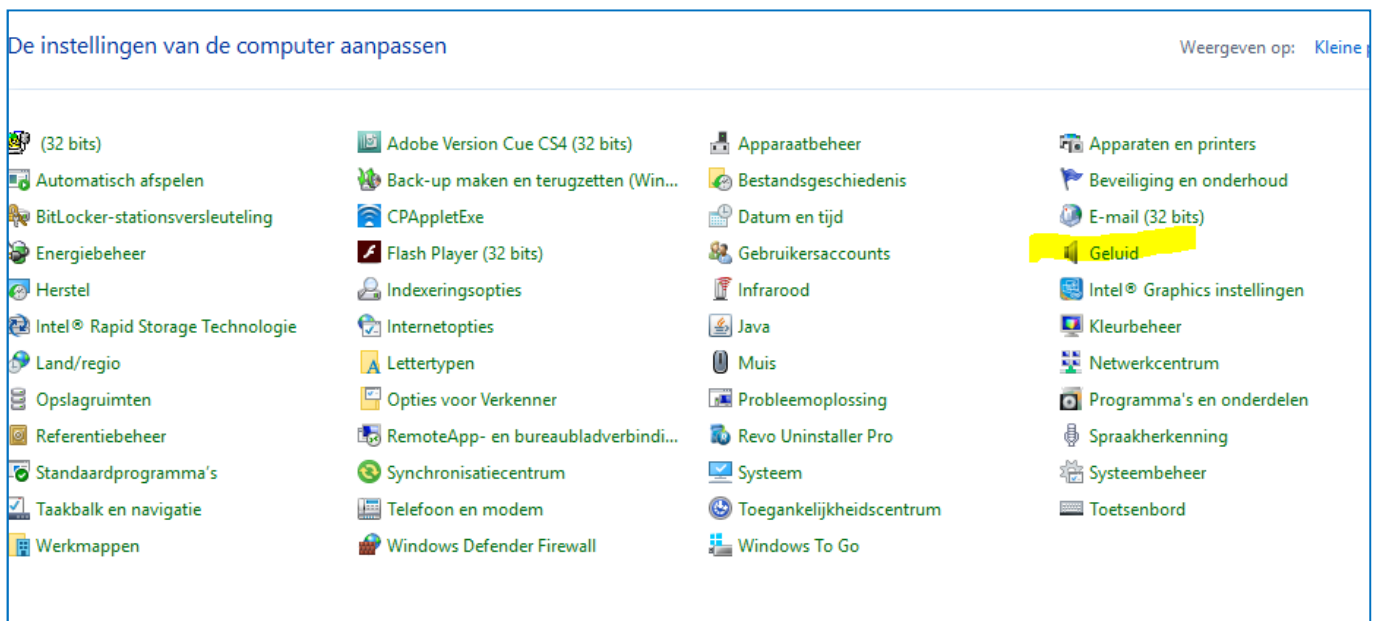 De instellingen van de computer aanpassen
Weergeven op: Kleine
(32 bits)
Adobe Version Cue CS4 (32 bits)
Apparaatbeheer
Apparaten en printers
Automatisch afspelen
Back-up maken en terugzetten (Win...
Bestandsgeschiedenis
Beveiliging en onderhoud
BitLocker-stationsversleuteling
CPAppletExe
Datum en tijd
E-mail (32 bits)
Energiebeheer
Flash Player (32 bits)
Gebruikersaccounts
Geluid
Herstel
Indexeringsopties
Infrarood
Intel® Graphics instellingen
Intel® Rapid Storage Technologie
Internetopties
Java
Kleurbeheer
Land/regio
Lettertypen
Muis
Netwerkcentrum
Opslagruimten
Opties voor Verkenner
Probleemoplossing
Programma's en onderdelen
Referentiebeheer
RemoteApp- en bureaubladverbindi...
Revo Uninstaller Pro
Spraakherkenning
Standaardprogramma's
Synchronisatiecentrum
Systeem
Systeembeheer
Taakbalk en navigatie
Telefoon en modem
Toegankelijkheidscentrum
Toetsenbord
Werkmappen
Windows Defender Firewall
Windows To Go